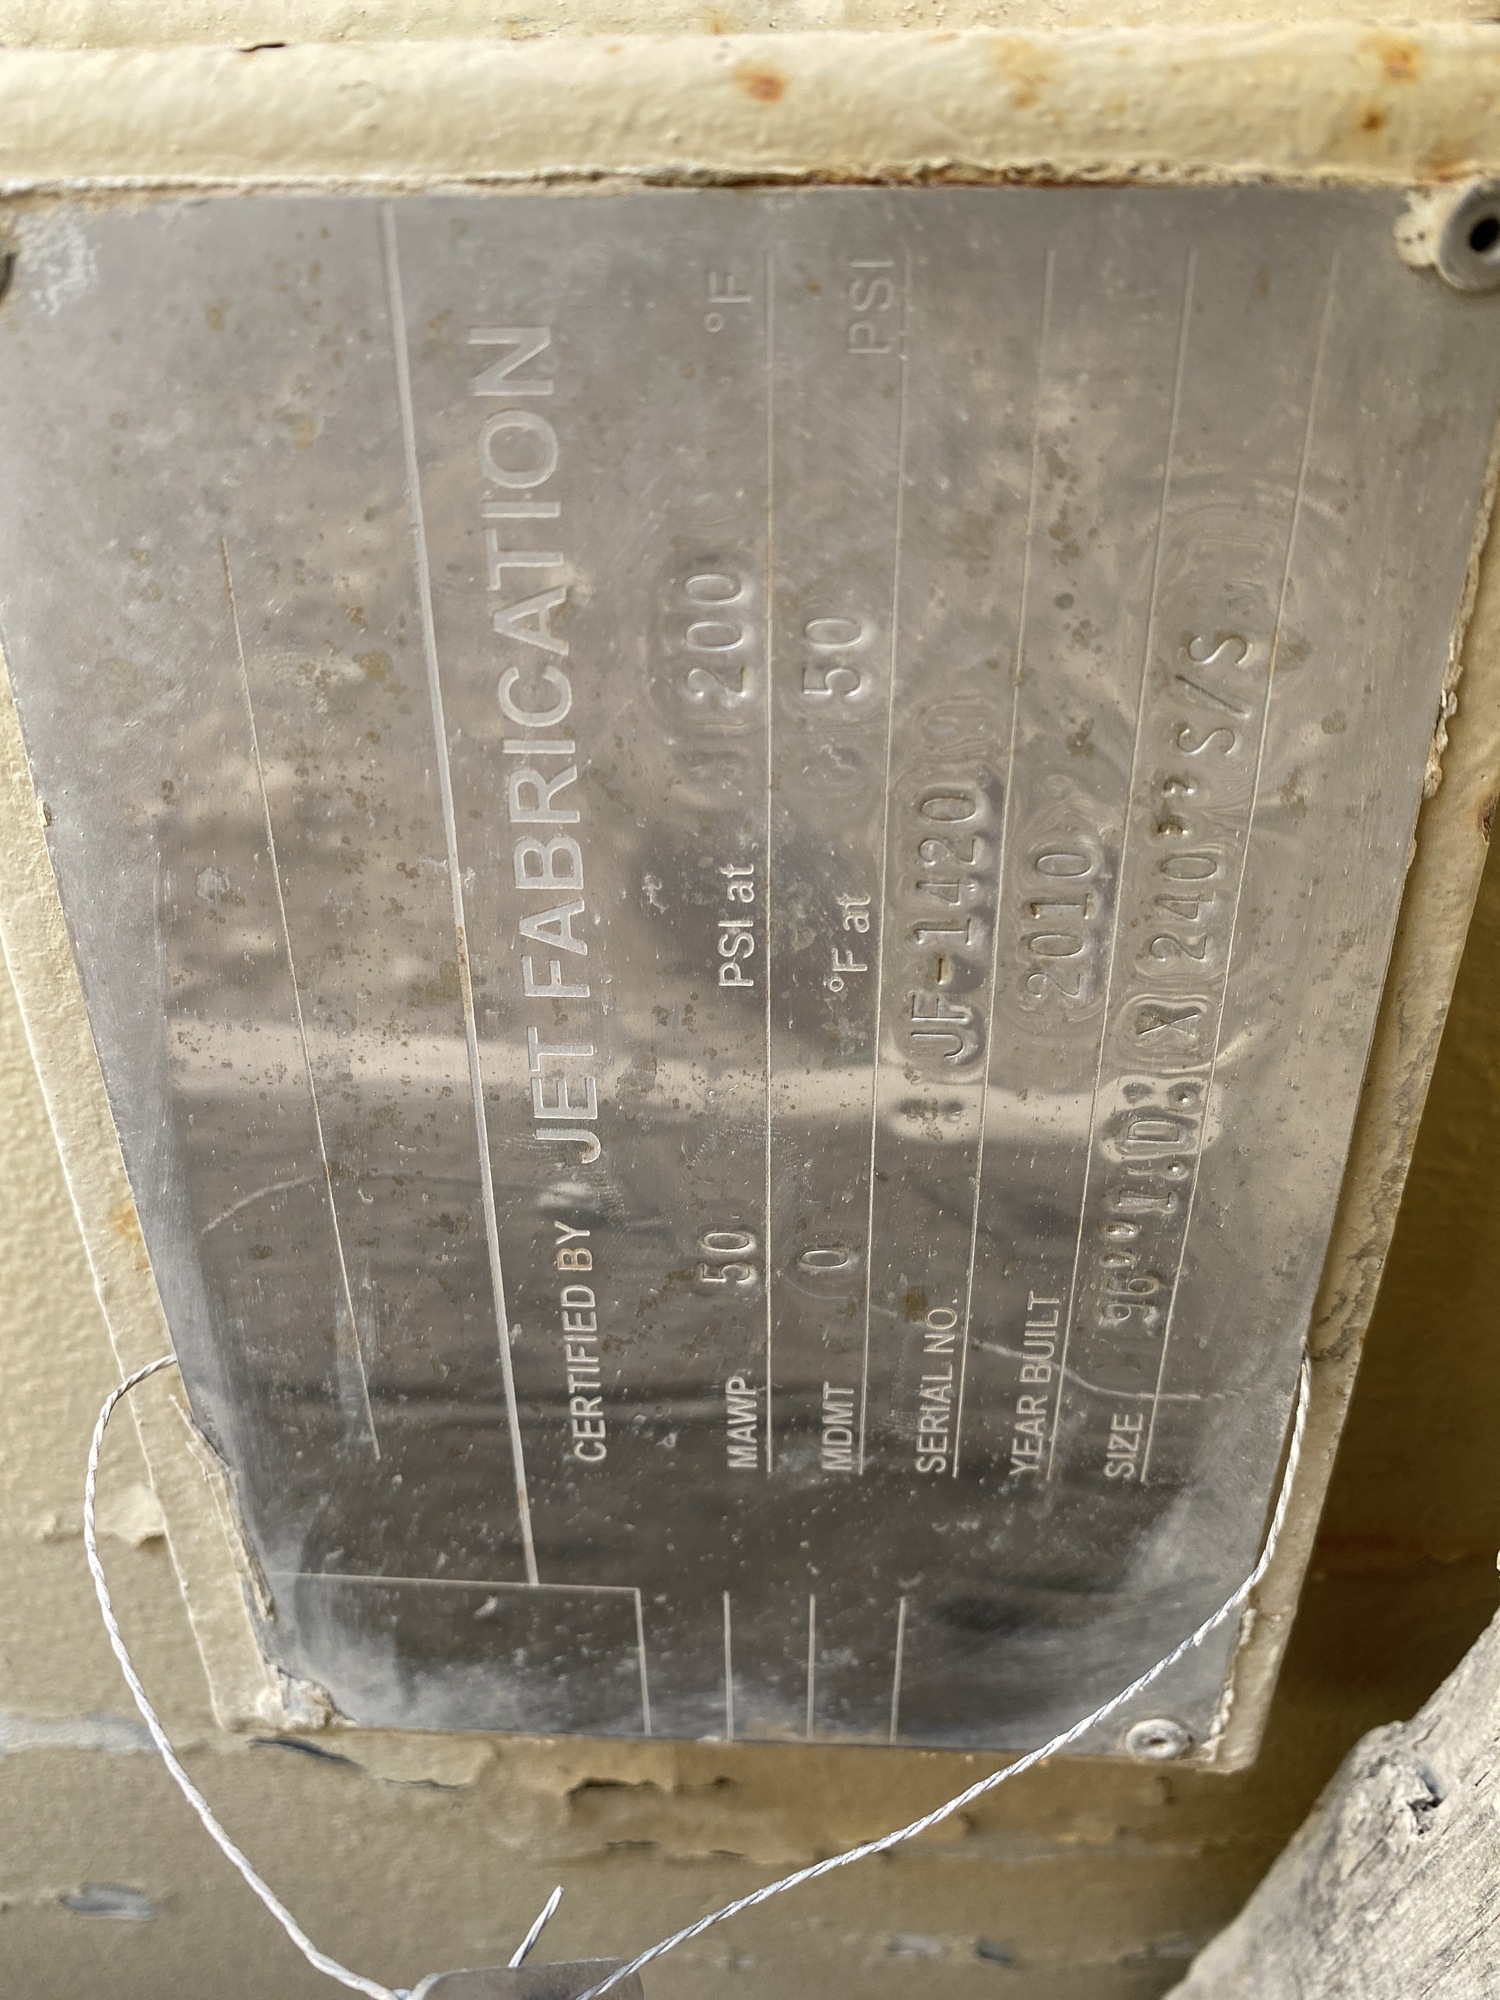 CERTIFIED BY JET FABRICATION
MAWP 50 PSI at 200 °F
MDMT 0 °F at 50 PSI
SERIAL NO. JF-1420
YEAR BUILT 2010
SIZE 96" I.D. X 240" S/S